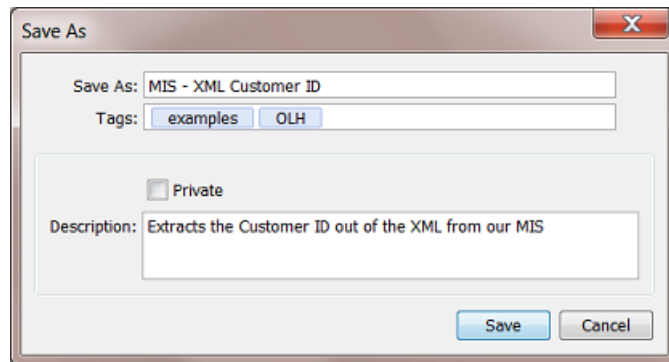 Save As
Save As: MIS - XML Customer ID
Tags: examples OLH
Private
Description: Extracts the Customer ID out of the XML from our MIS
Save Cancel